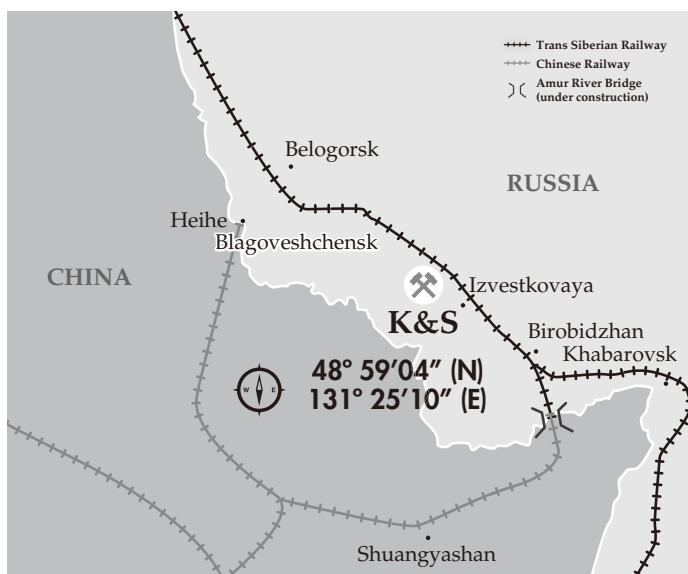 Trans Siberian Railway
Chinese Railway
Amur River Bridge
(under construction)
Belogorsk
RUSSIA
Heihe
Blagoveshchensk
CHINA
Izvestkovaya
K&S
Birobidzhan
Khabarovsk
48° 59’04” (N)
W E
131° 25’10” (E)
Shuangyashan